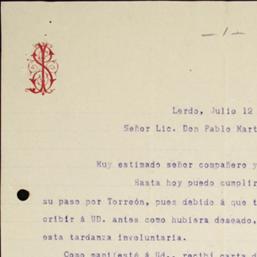 - 1 -
Lerdo, Julio 12
Señor Lic. Don Pablo Mart
Muy estimado señor compañero y
Hasta hoy puedo cumplir
su paso por Torreón, pues debido á que t
cribir á UD. antes como hubiera deseado,
esta tardanza involuntaria.
Como manifesté á Ud., recibí carta d